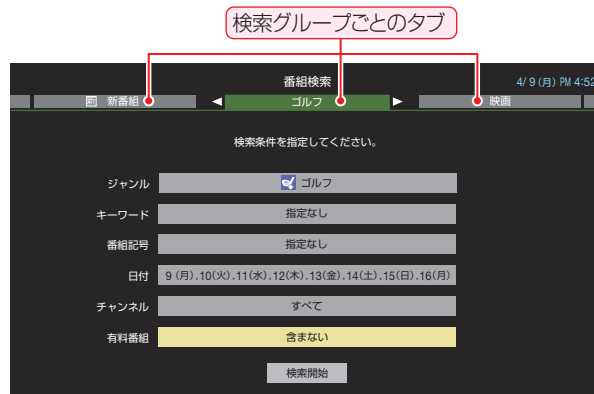 検索グループごとのタブ
番組検索
4/ 9 (月) PM 4:52
新 新番組 ゴルフ 映画
検索条件を指定してください。
ジャンル ゴルフ
キーワード 指定なし
番組記号 指定なし
日付 9 (月).10(火).11(水).12(木).13(金).14(土).15(日).16(月)
チャンネル すべて
有料番組 含まない
検索開始